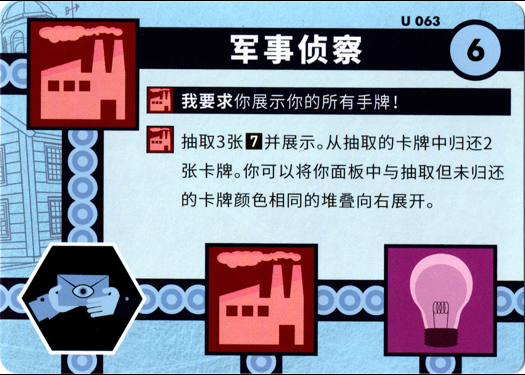 U 063
军事侦察
6
我要求你展示你的所有手牌！
抽取3张7并展示。从抽取的卡牌中归还2
张卡牌。你可以将你面板中与抽取但未归还
的卡牌颜色相同的堆叠向右展开。